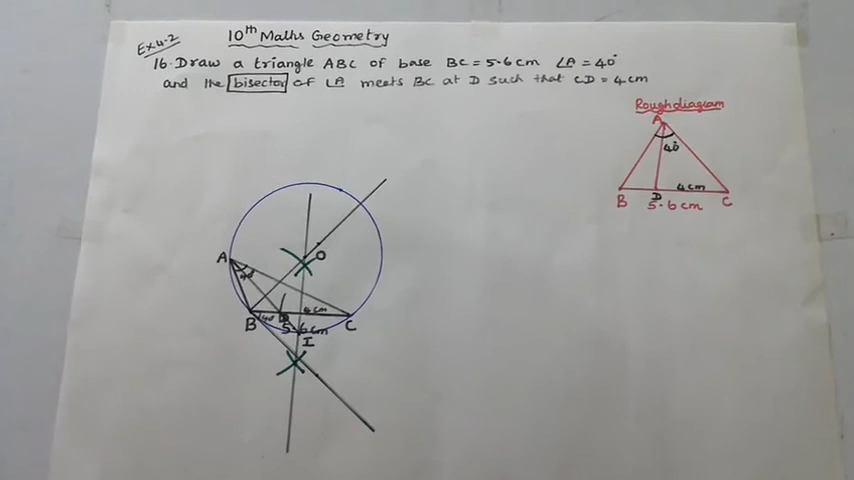 Ex 4.2
10th Maths Geometry
16. Draw a triangle ABC of base BC = 5.6 cm ∠A = 40°
and the bisector of ∠A meets BC at D such that CD = 4 cm
Rough diagram
A
40°
4 cm
B D C
5.6 cm
A
O
40°
4 cm
B D C
5.6 cm
I